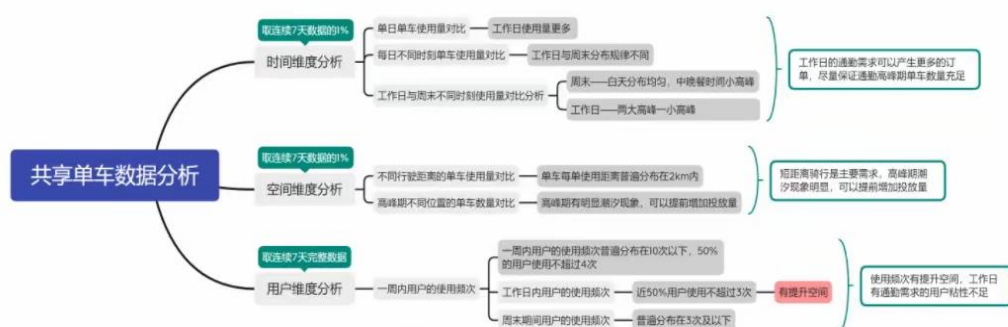 共享单车数据分析
取连续7天数据的1%
时间维度分析
单日单车使用量对比
工作日使用量更多
每日不同时刻单车使用量对比
工作日与周末分布规律不同
工作日与周末不同时刻使用量对比分析
周末——白天分布均匀，中晚餐时间小高峰
工作日——两大高峰一小高峰
工作日的通勤需求可以产生更多的订
单，尽量保证通勤高峰期单车数量充足
取连续7天数据的1%
空间维度分析
不同行驶距离的单车使用量对比
单车每单使用距离普遍分布在2km内
高峰期不同位置的单车数量对比
高峰期有明显潮汐现象，可以提前增加投放量
短距离骑行是主要需求，高峰期潮
汐现象明显，可以提前增加投放量
取连续7天完整数据
用户维度分析
一周内用户的使用频次
一周内用户的使用频次普遍分布在10次以下，50%
的用户使用不超过4次
工作日内用户的使用频次
近50%用户使用不超过3次
有提升空间
周末期间用户的使用频次
普遍分布在3次及以下
使用频次有提升空间，工作日
有通勤需求的用户粘性不足